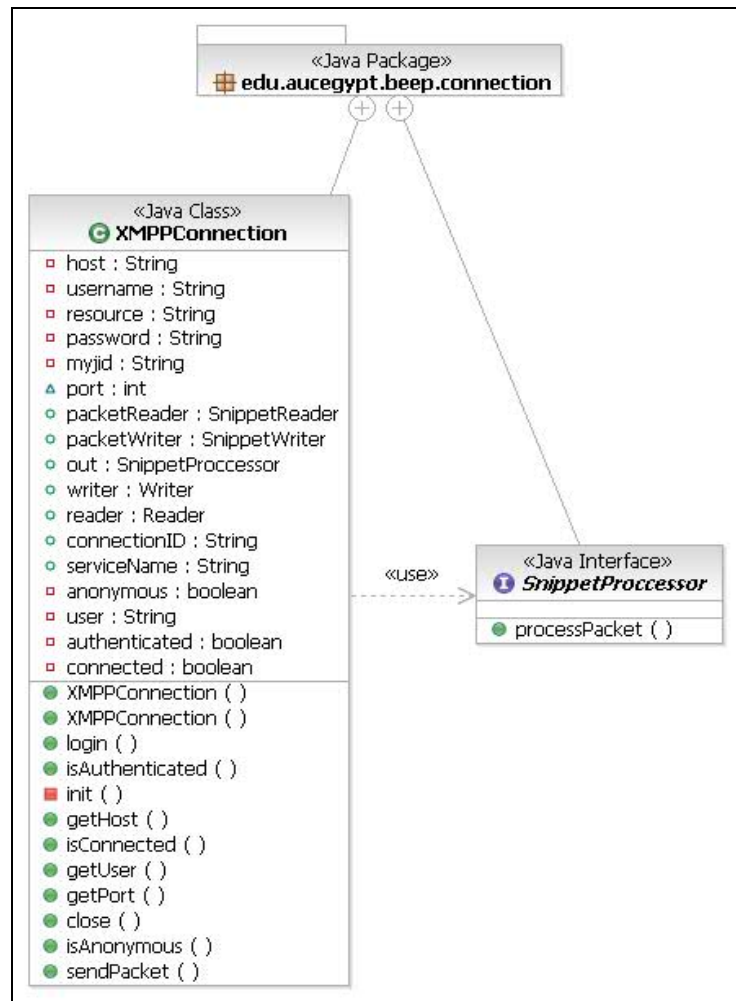 «Java Package»
edu.aucegypt.beep.connection
«Java Class»
XMPPConnection
host : String
username : String
resource : String
password : String
myjid : String
port : int
packetReader : SnippetReader
packetWriter : SnippetWriter
out : SnippetProccessor
writer : Writer
reader : Reader
connectionID : String
serviceName : String
anonymous : boolean
user : String
authenticated : boolean
connected : boolean
XMPPConnection ( )
XMPPConnection ( )
login ( )
isAuthenticated ( )
init ( )
getHost ( )
isConnected ( )
getUser ( )
getPort ( )
close ( )
isAnonymous ( )
sendPacket ( )
«use»
«Java Interface»
SnippetProccessor
processPacket ( )